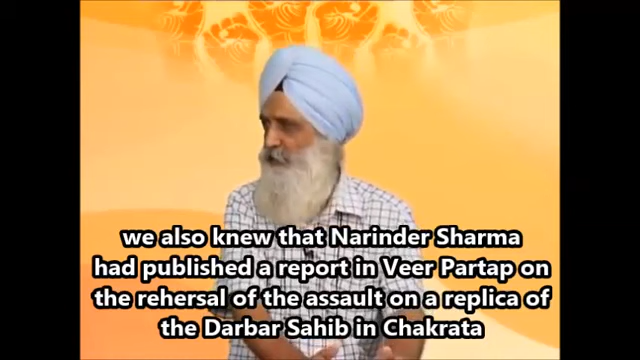 we also knew that Narinder Sharma
had published a report in Veer Partap on
the rehersal of the assault on a replica of
the Darbar Sahib in Chakrata